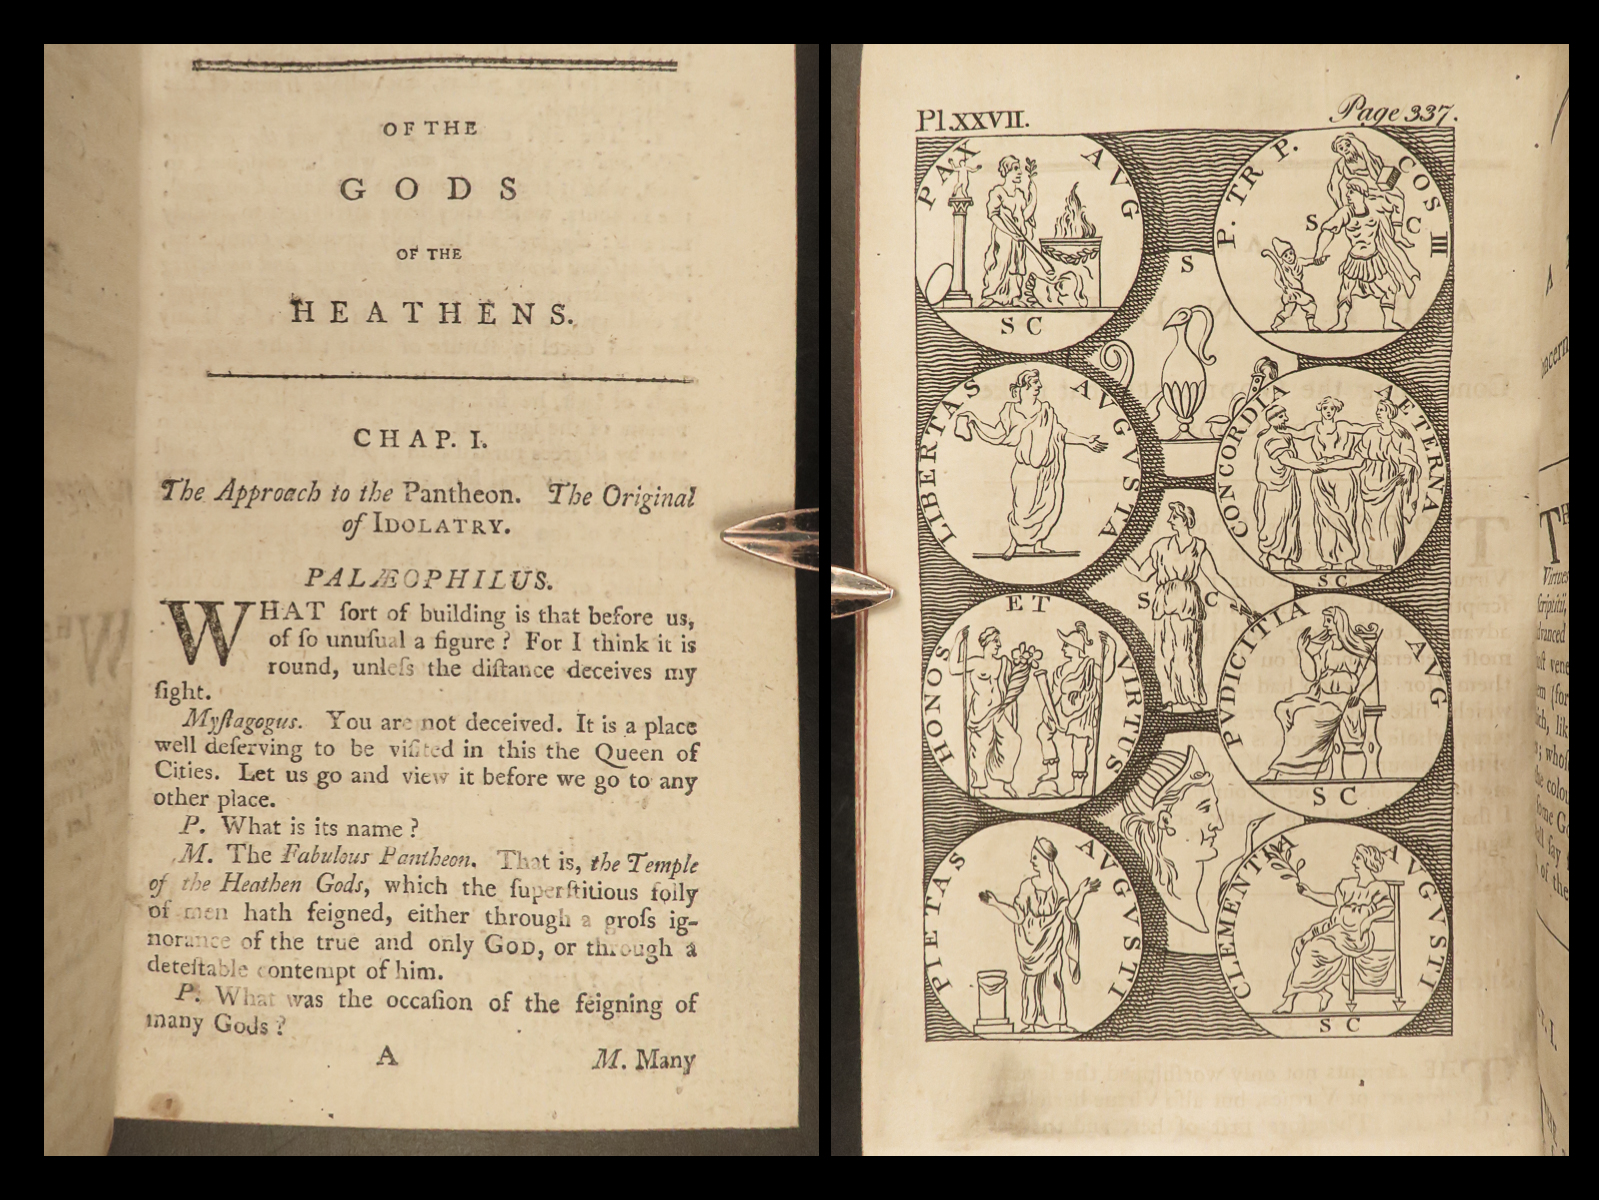 OF THE
GODS
OF THE
HEATHENS.
CHAP. I.
The Approach to the Pantheon. The Original
of IDOLATRY.
PALÆOPHILUS.
WHAT ſort of building is that before us,
of ſo unuſual a figure? For I think it is
round, unleſs the diſtance deceives my
ſight.
Myſtagogus. You are not deceived. It is a place
well deſerving to be viſited in this the Queen of
Cities. Let us go and view it before we go to any
other place.
P. What is its name?
M. The Fabulous Pantheon. That is, the Temple
of the Heathen Gods, which the ſuperſtitious folly
of men hath feigned, either through a groſs ig-
norance of the true and only GOD, or through a
deteſtable contempt of him.
P. What was the occaſion of the feigning of
many Gods?
A
M. Many
Pl.XXVII.
Page 337.
PAX AVG
S C
P. TR P. COS III
S C
S
LIBERTAS AVGVSTA
CONCORDIA AETERNA
S C
S C
HONOS ET VIRTUS
PVDICITIA AVG
S C
PIETAS AVGVSTI
CLEMENTIA AVGVSTI
S C